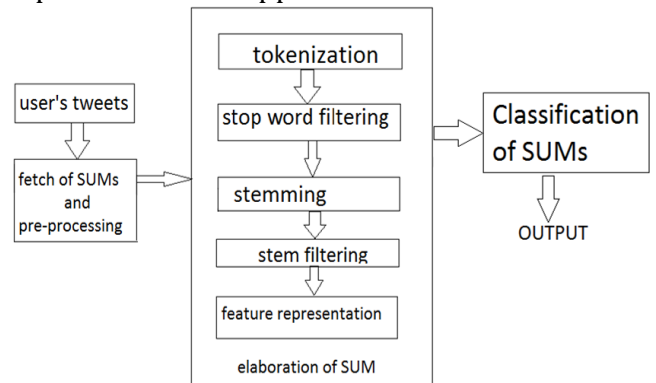 user's tweets
fetch of SUMs
and
pre-processing
tokenization
stop word filtering
stemming
stem filtering
feature representation
elaboration of SUM
Classification
of SUMs
OUTPUT